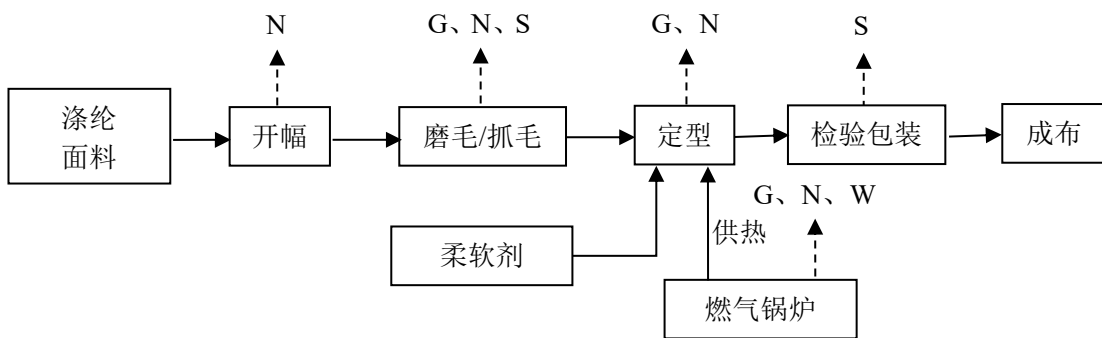 N
G、N、S
G、N
S
涤纶
面料
开幅
磨毛/抓毛
定型
检验包装
成布
G、N、W
柔软剂
供热
燃气锅炉